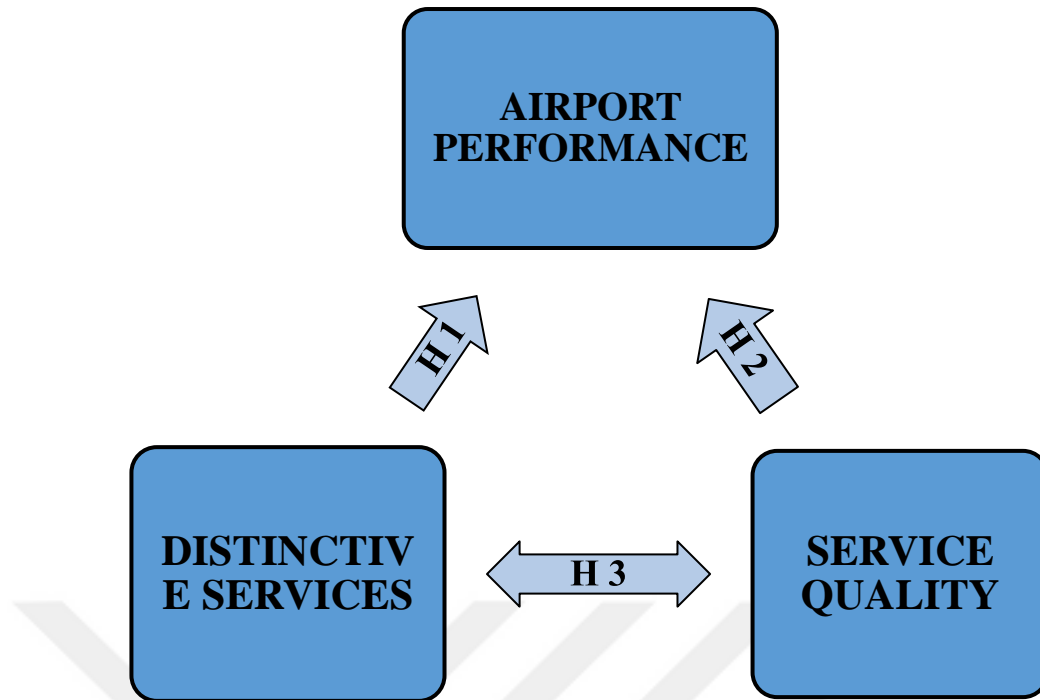 AIRPORT
PERFORMANCE
H 1
H 2
DISTINCTIV
E SERVICES
H 3
SERVICE
QUALITY